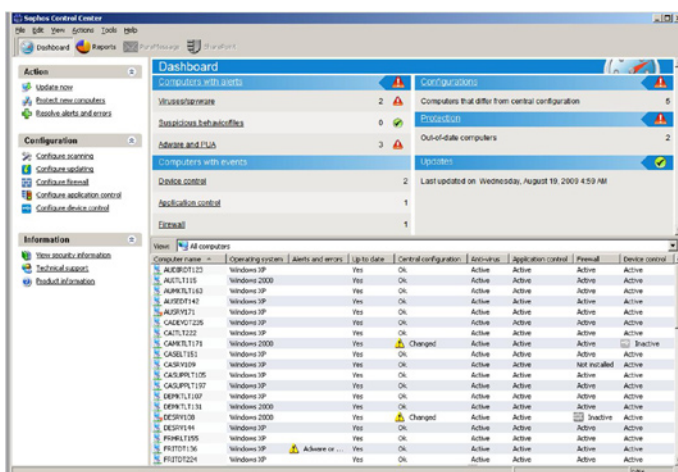 Sophos Control Center
File Edit View Actions Tools Help
Dashboard Reports PureMessage SharePoint
Action
Update now
Protect new computers
Resolve alerts and errors
Configuration
Configure scanning
Configure updating
Configure firewall
Configure application control
Configure device control
Information
View security information
Technical support
Product information
Dashboard
Computers with alerts
Viruses/spyware 2
Suspicious behavior/files 0
Adware and PUA 3
Computers with events
Device control 2
Application control 1
Firewall 1
Configurations
Computers that differ from central configuration 5
Protection
Out-of-date computers 2
Updates
Last updated on Wednesday, August 19, 2009 4:59 AM
View: All computers
Computer name Operating system Alerts and errors Up to date Central configuration Anti-virus Application control Firewall Device control
AUDIRDT123 Windows XP Yes Ok Active Active Active Active
AUITLT115 Windows 2000 Yes Ok Active Active Active Active
AUMKTLT163 Windows XP Yes Ok Active Active Active Active
AUSEDT142 Windows XP Yes Ok Active Active Active Active
AUSRV171 Windows XP Yes Ok Active Active Active Active
CADEVDT235 Windows XP Yes Ok Active Active Active Active
CAITLT222 Windows XP Yes Ok Active Active Active Active
CAMKTLT171 Windows 2000 Yes Changed Active Active Active Inactive
CASELT151 Windows XP Yes Ok Active Active Active Active
CASRV109 Windows XP Yes Ok Active Active Not installed Active
CASUPPLT105 Windows XP Yes Ok Active Active Active Active
CASUPPLT197 Windows XP Yes Ok Active Active Active Active
DEMKTLT107 Windows XP Yes Ok Active Active Active Active
DEMKTLT131 Windows 2000 Yes Ok Active Active Active Active
DESRV108 Windows 2000 Yes Changed Active Active Inactive Active
DESRV144 Windows XP Yes Ok Active Active Active Active
FRHRLT155 Windows XP Yes Ok Active Active Active Active
FRITDT136 Windows XP Adware or ... Yes Ok Active Active Active Active
FRITDT224 Windows XP Yes Ok Active Active Active Active